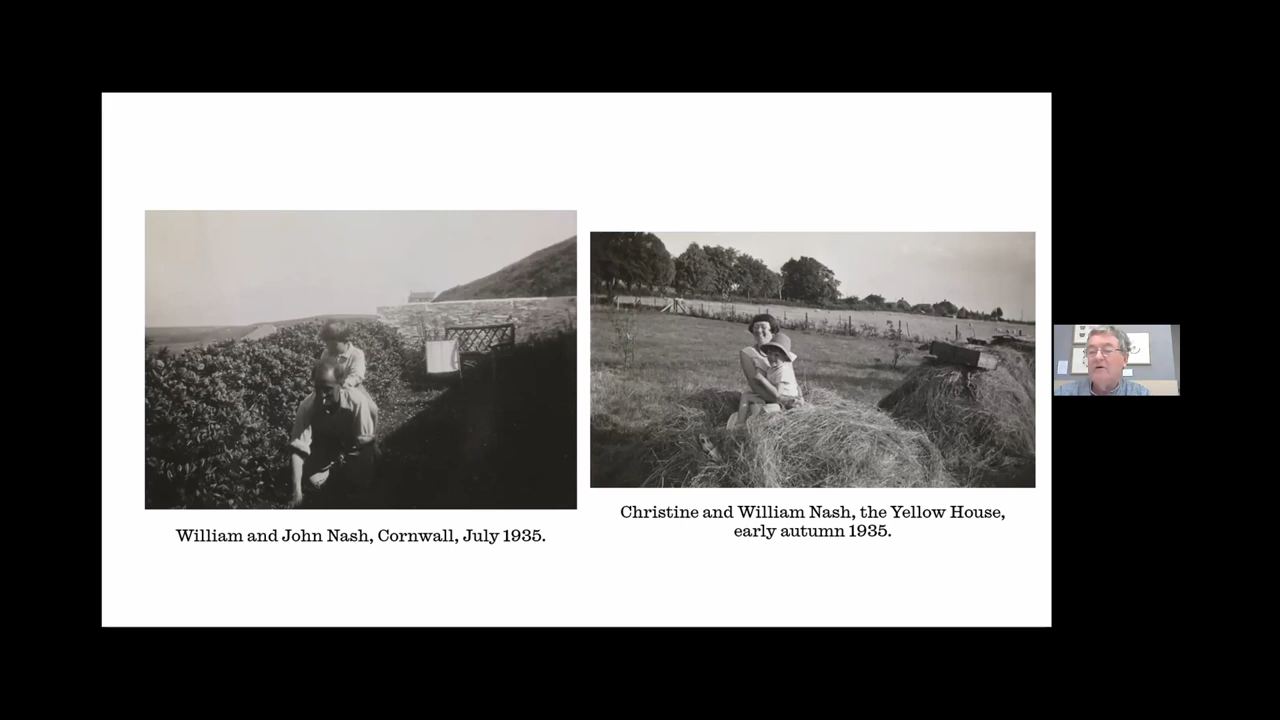 William and John Nash, Cornwall, July 1935.
Christine and William Nash, the Yellow House,
early autumn 1935.